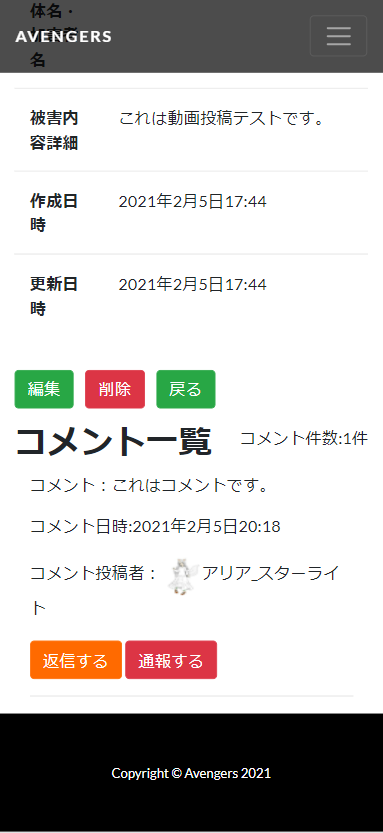 体名・
AVENGERS
名
被害内
容詳細
これは動画投稿テストです。
作成日
時
2021年2月5日17:44
更新日
時
2021年2月5日17:44
編集 削除 戻る
コメント一覧 コメント件数:1件
コメント：これはコメントです。
コメント日時:2021年2月5日20:18
コメント投稿者： アリア_スターライ
ト
返信する 通報する
Copyright © Avengers 2021